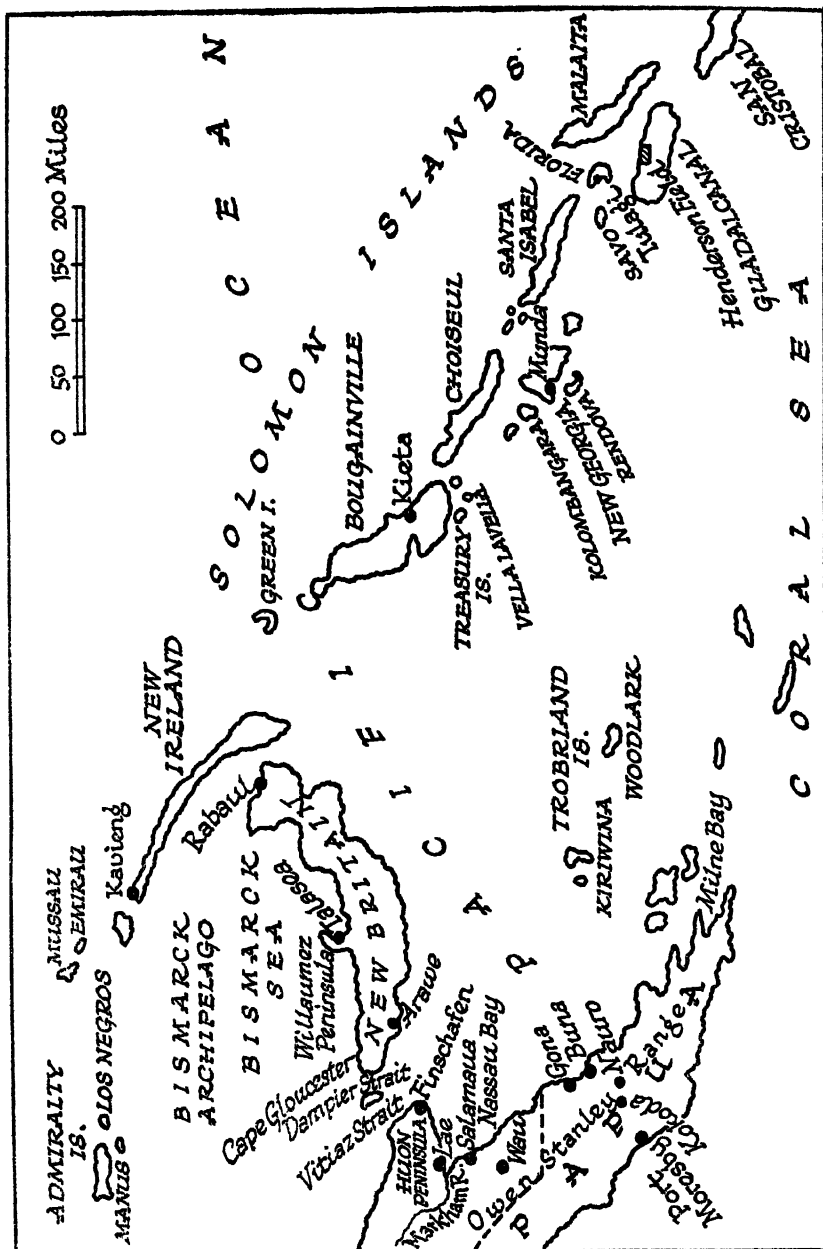 ADMIRALTY
IS.
MANUS
LOS NEGROS
MUSSAU
EMIRAU
Kavieng
NEW
IRELAND
BISMARCK
ARCHIPELAGO
BISMARCK
SEA
Rabaul
Willaumez
Peninsula
Talasea
NEW BRITAIN
Arawe
Cape Gloucester
Dampier Strait
Vitiaz Strait
HUON
PENINSULA
Finschafen
Lae
Markham R.
Salamaua
Nassau Bay
Wau
Gona
Buna
Nauro
Owen Stanley Range
PAPUA
Kokoda
Port
Moresby
Milne Bay
TROBRIAND
IS.
KIRIWINA
WOODLARK
PACIFIC OCEAN
SOLOMON ISLANDS
GREEN I.
BOUGAINVILLE
Kieta
TREASURY
IS.
VELLA LAVELLA
CHOISEUL
KOLOMBANGARA
NEW GEORGIA
RENDOVA
Munda
SANTA
ISABEL
FLORIDA
SAVO
Tulagi
Henderson Field
GUADALCANAL
MALAITA
SAN
CRISTOBAL
CORAL SEA
0 50 100 150 200 Miles